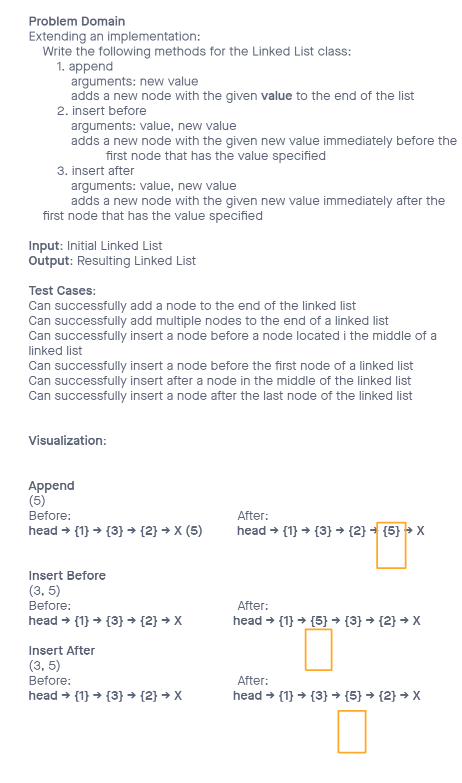 Problem Domain
Extending an implementation:
Write the following methods for the Linked List class:
1. append
arguments: new value
adds a new node with the given value to the end of the list
2. insert before
arguments: value, new value
adds a new node with the given new value immediately before the
first node that has the value specified
3. insert after
arguments: value, new value
adds a new node with the given new value immediately after the
first node that has the value specified
Input: Initial Linked List
Output: Resulting Linked List
Test Cases:
Can successfully add a node to the end of the linked list
Can successfully add multiple nodes to the end of a linked list
Can successfully insert a node before a node located i the middle of a
linked list
Can successfully insert a node before the first node of a linked list
Can successfully insert after a node in the middle of the linked list
Can successfully insert a node after the last node of the linked list
Visualization:
Append
(5)
Before: After:
head → {1} → {3} → {2} → X (5) head → {1} → {3} → {2} → {5} → X
Insert Before
(3, 5)
Before: After:
head → {1} → {3} → {2} → X head → {1} → {5} → {3} → {2} → X
Insert After
(3, 5)
Before: After:
head → {1} → {3} → {2} → X head → {1} → {3} → {5} → {2} → X